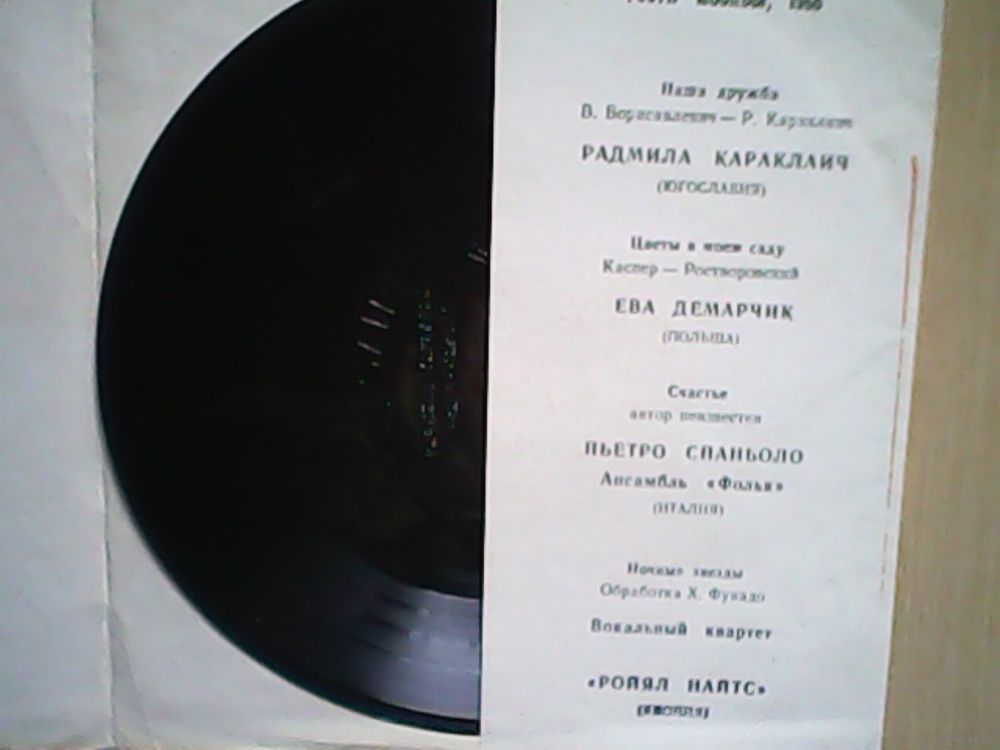 Наша дружба
В. Борисавлевич — Р. Караклаич
РАДМИЛА КАРАКЛАИЧ
(ЮГОСЛАВИЯ)
Цветы в моем саду
Каспер — Ростворовский
ЕВА ДЕМАРЧИК
(ПОЛЬША)
Счастье
автор неизвестен
ПЬЕТРО СПАНЬОЛО
Ансамбль «Фольк»
(ИТАЛИЯ)
Ночные звезды
Обработка Х. Фукадо
Вокальный квартет
«РОЙЯЛ НАЙТС»
(ЯПОНИЯ)